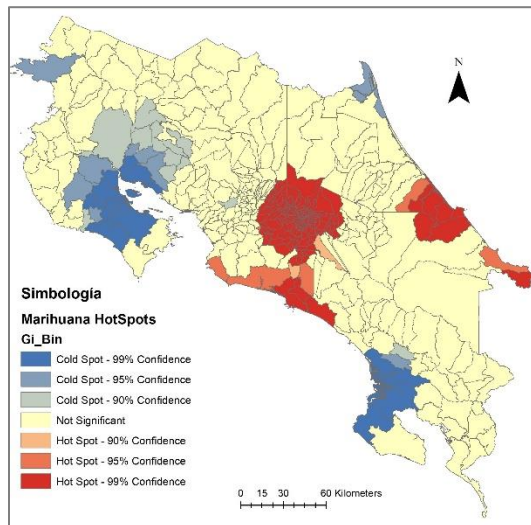 N
Simbología
Marihuana HotSpots
Gi_Bin
Cold Spot - 99% Confidence
Cold Spot - 95% Confidence
Cold Spot - 90% Confidence
Not Significant
Hot Spot - 90% Confidence
Hot Spot - 95% Confidence
Hot Spot - 99% Confidence
0 15 30 60 Kilometers